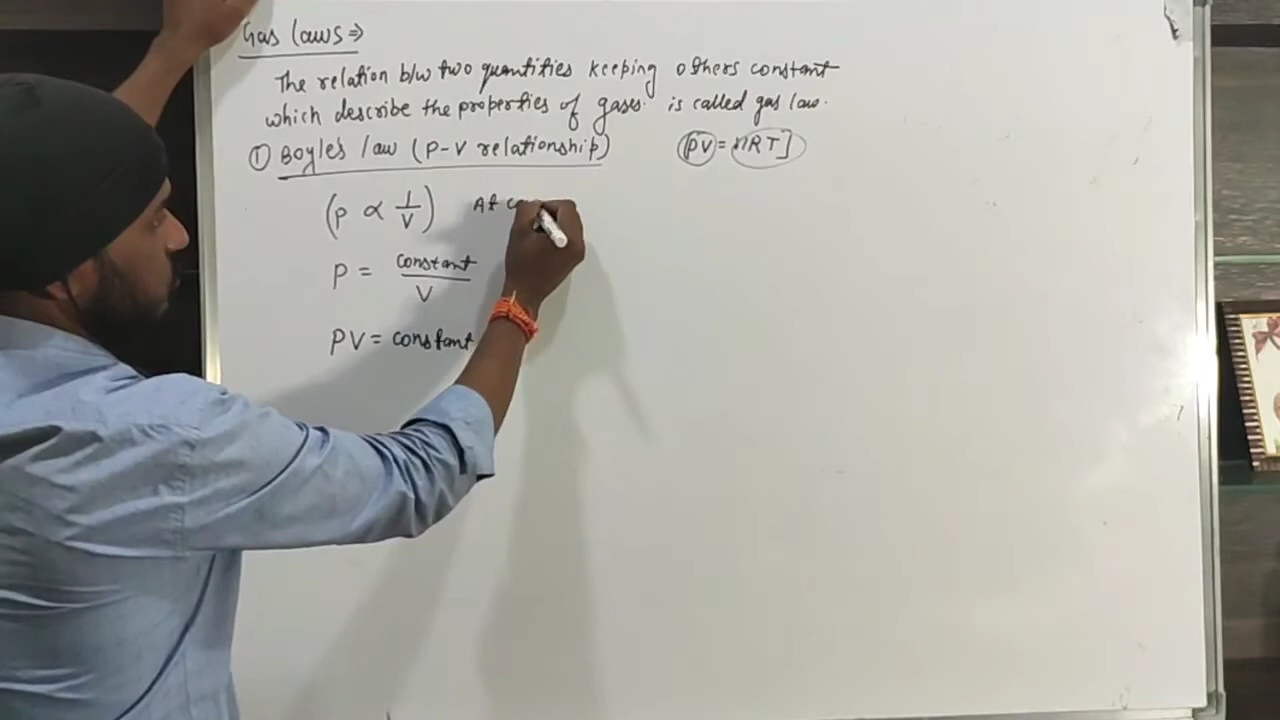 Gas laws ⇒
The relation b/w two quantities keeping others constant
which describe the properties of gases is called gas law.
① Boyle's law (P-V relationship) (PV = nRT]
(P ∝ 1/V) At
P = constant/V
PV = constant